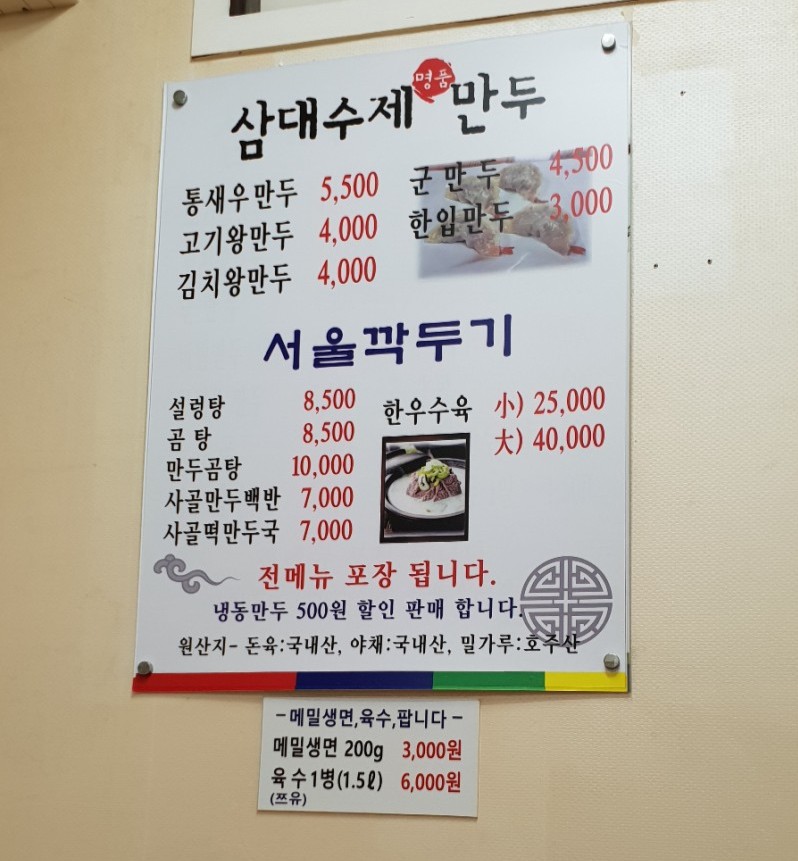 삼대수제 명품 만두
통새우만두 5,500
고기왕만두 4,000
김치왕만두 4,000
군만두 4,500
한입만두 3,000
서울깍두기
설렁탕 8,500
곰탕 8,500
만두곰탕 10,000
사골만두백반 7,000
사골떡만두국 7,000
한우수육 小) 25,000
大) 40,000
전메뉴 포장 됩니다.
냉동만두 500원 할인 판매 합니다.
원산지- 돈육:국내산, 야채:국내산, 밀가루:호주산
-메밀생면,육수,팝니다-
메밀생면 200g 3,000원
육수1병(1.5ℓ) 6,000원
(쯔유)